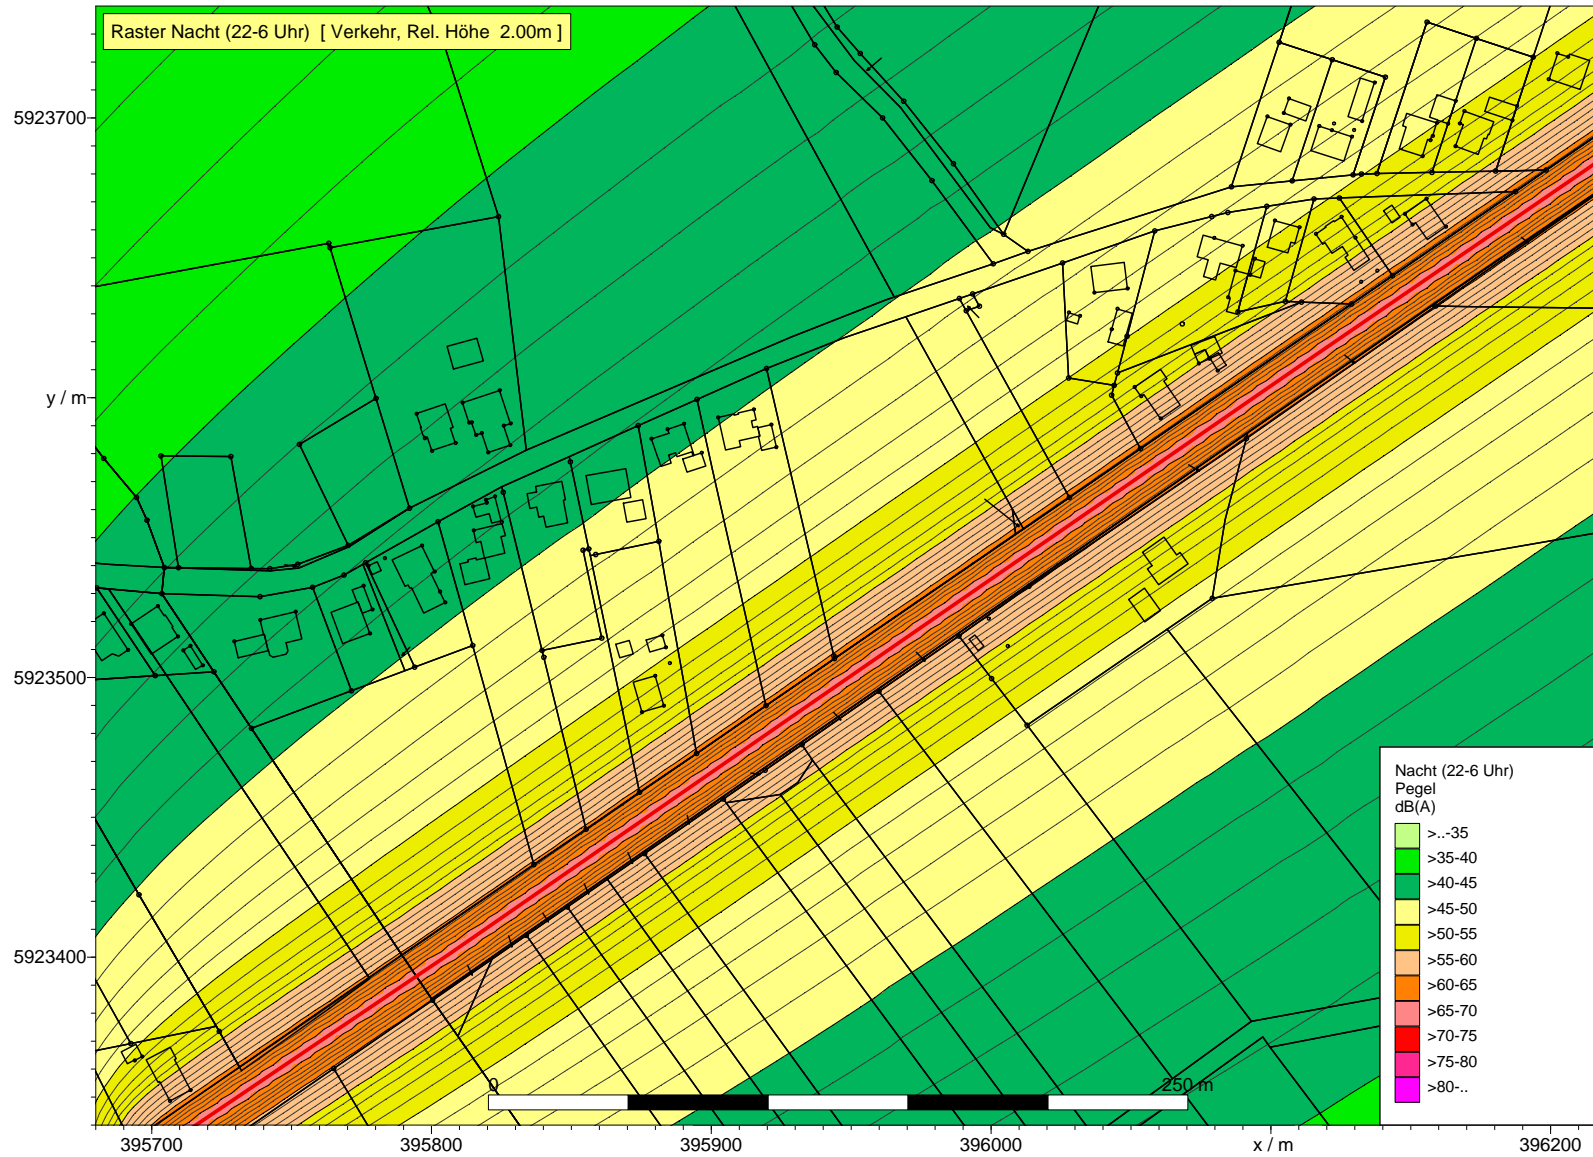 Raster Nacht (22-6 Uhr) [ Verkehr, Rel. Höhe 2.00m ]
5923700
y / m
5923500
5923400
Nacht (22-6 Uhr)
Pegel
dB(A)
>..-35
>35-40
>40-45
>45-50
>50-55
>55-60
>60-65
>65-70
>70-75
>75-80
>80-..
0
250 m
395700
395800
395900
396000
x / m
396200